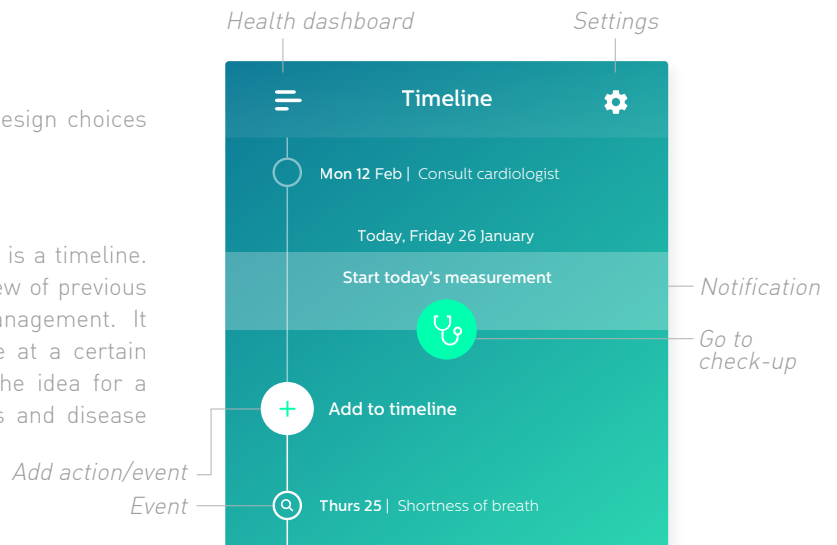 Health dashboard
Settings
Timeline
esign choices
Mon 12 Feb | Consult cardiologist
Today, Friday 26 January
Start today's measurement
is a timeline.
ew of previous
anagement. It
e at a certain
he idea for a
s and disease
Notification
Go to
check-up
Add to timeline
Add action/event
Event
Thurs 25 | Shortness of breath